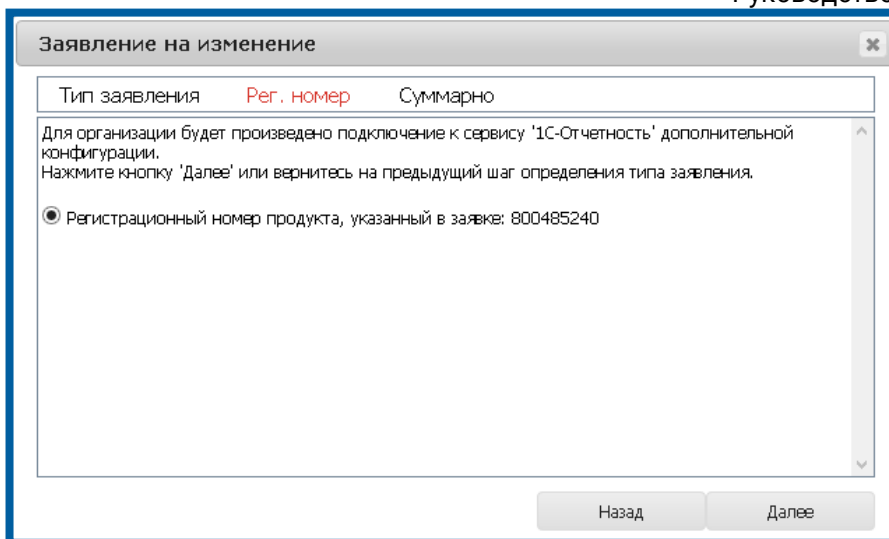 Заявление на изменение
Тип заявления Рег. номер Суммарно
Для организации будет произведено подключение к сервису '1С-Отчетность' дополнительной
конфигурации.
Нажмите кнопку 'Далее' или вернитесь на предыдущий шаг определения типа заявления.
Регистрационный номер продукта, указанный в заявке: 800485240
Назад Далее